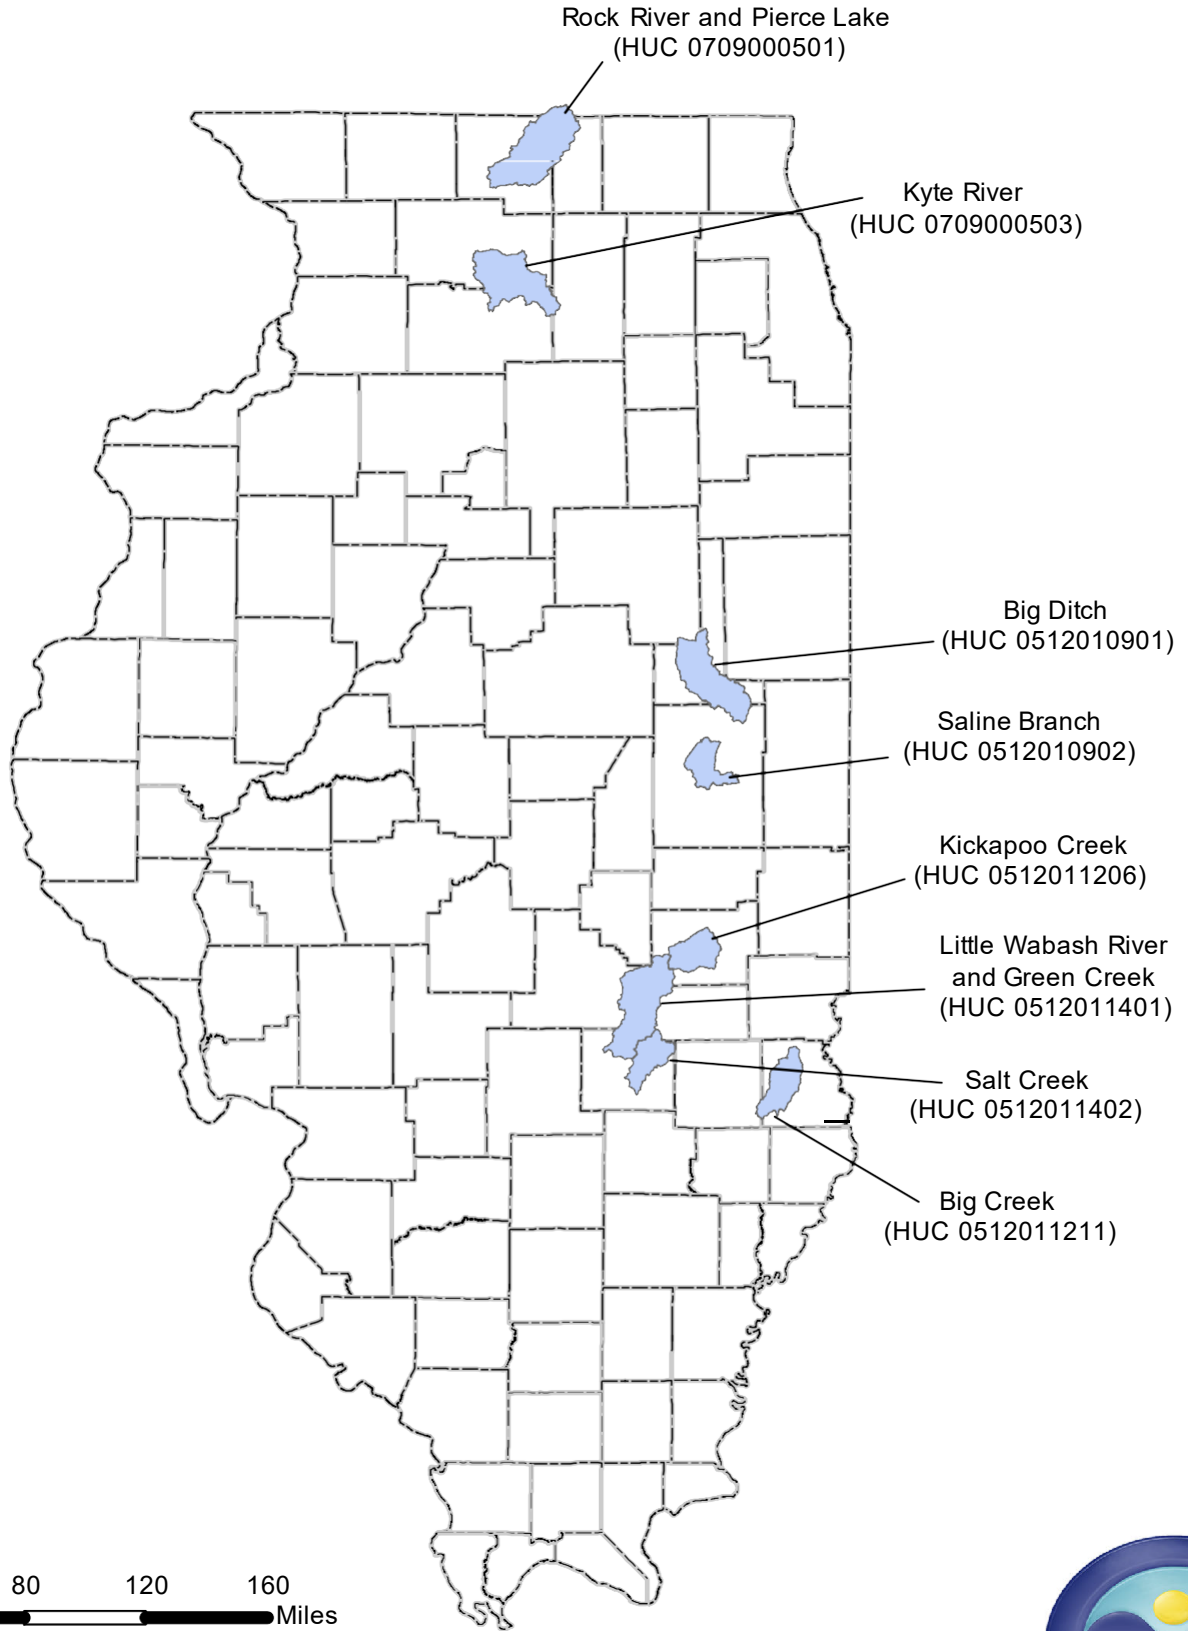 Rock River and Pierce Lake
(HUC 0709000501)
Kyte River
(HUC 0709000503)
Big Ditch
(HUC 0512010901)
Saline Branch
(HUC 0512010902)
Kickapoo Creek
(HUC 0512011206)
Little Wabash River
and Green Creek
(HUC 0512011401)
Salt Creek
(HUC 0512011402)
Big Creek
(HUC 0512011211)
80 120 160
Miles